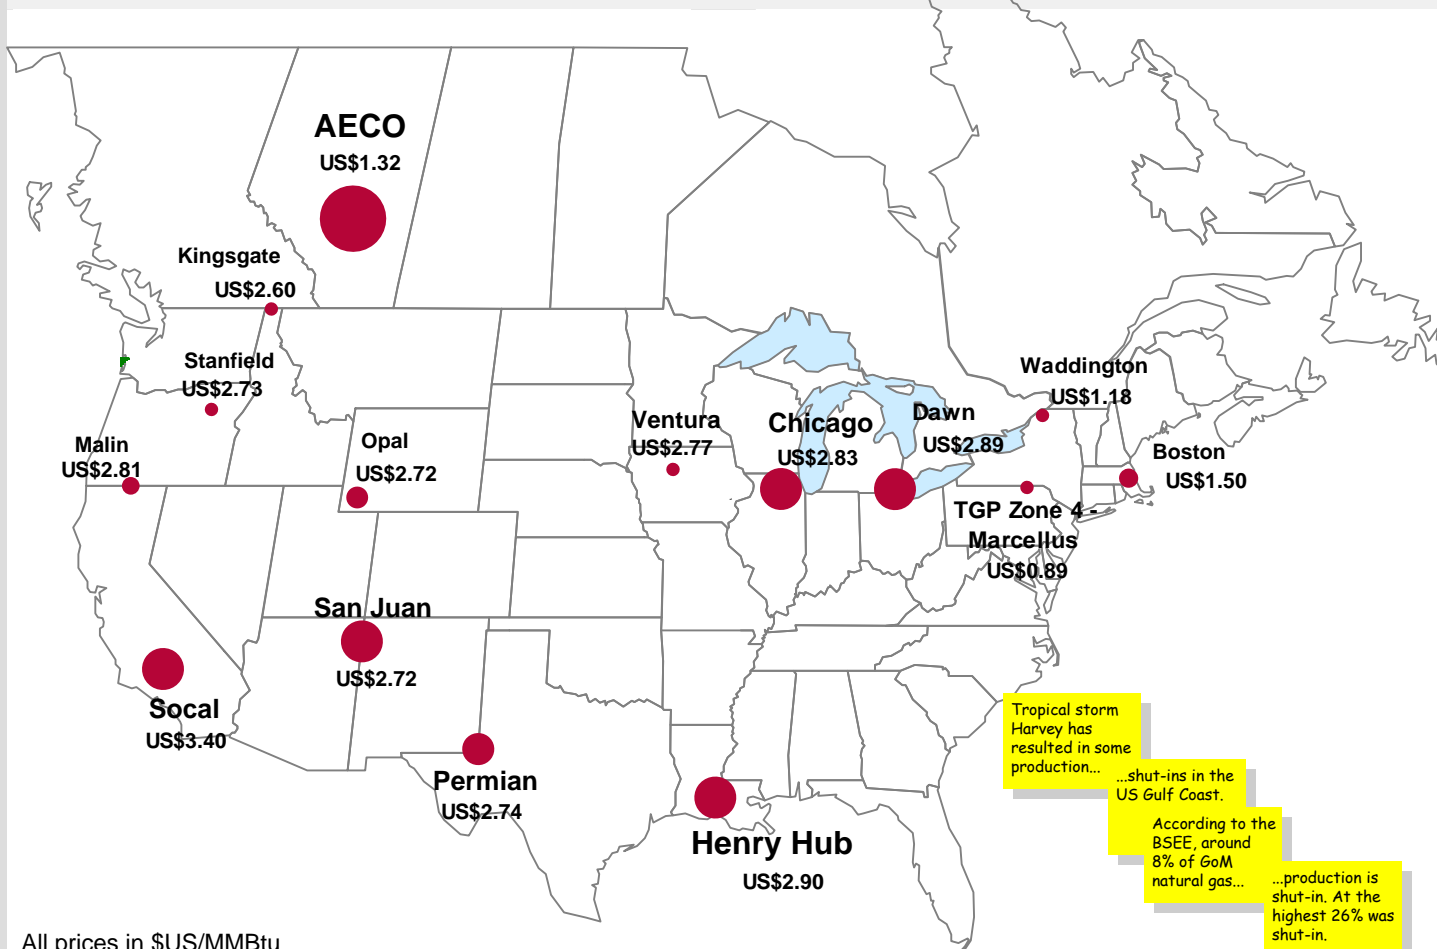 AECO
US$1.32
Kingsgate
US$2.60
Stanfield
US$2.73
Malin
US$2.81
Opal
US$2.72
Ventura
US$2.77
Chicago
US$2.83
Dawn
US$2.89
Waddington
US$1.18
Boston
US$1.50
TGP Zone 4 -
Marcellus
US$0.89
San Juan
US$2.72
Socal
US$3.40
Permian
US$2.74
Henry Hub
US$2.90
Tropical storm
Harvey has
resulted in some
production...
...shut-ins in the
US Gulf Coast.
According to the
BSEE, around
8% of GoM
natural gas...
...production is
shut-in. At the
highest 26% was
shut-in.
All prices in $US/MMBtu